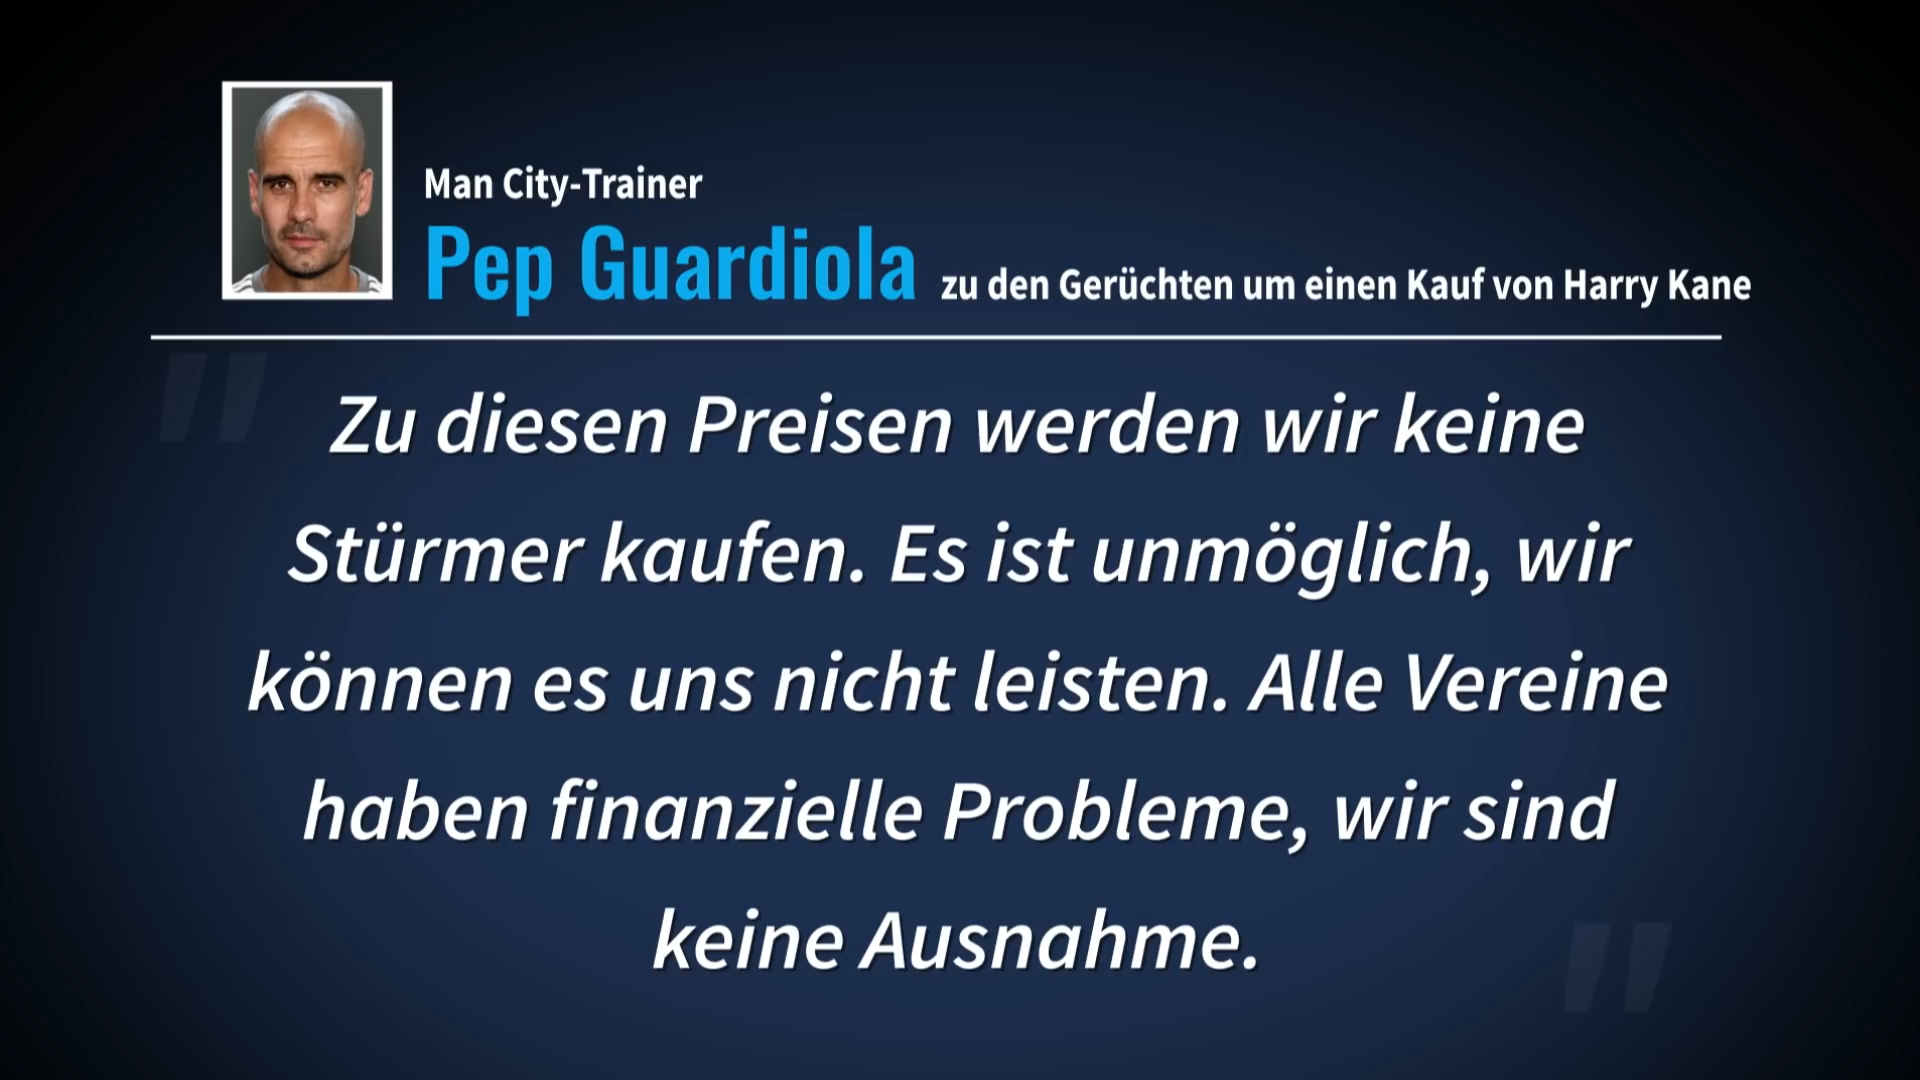 Man City-Trainer
Pep Guardiola zu den Gerüchten um einen Kauf von Harry Kane
"
Zu diesen Preisen werden wir keine
Stürmer kaufen. Es ist unmöglich, wir
können es uns nicht leisten. Alle Vereine
haben finanzielle Probleme, wir sind
keine Ausnahme.
"